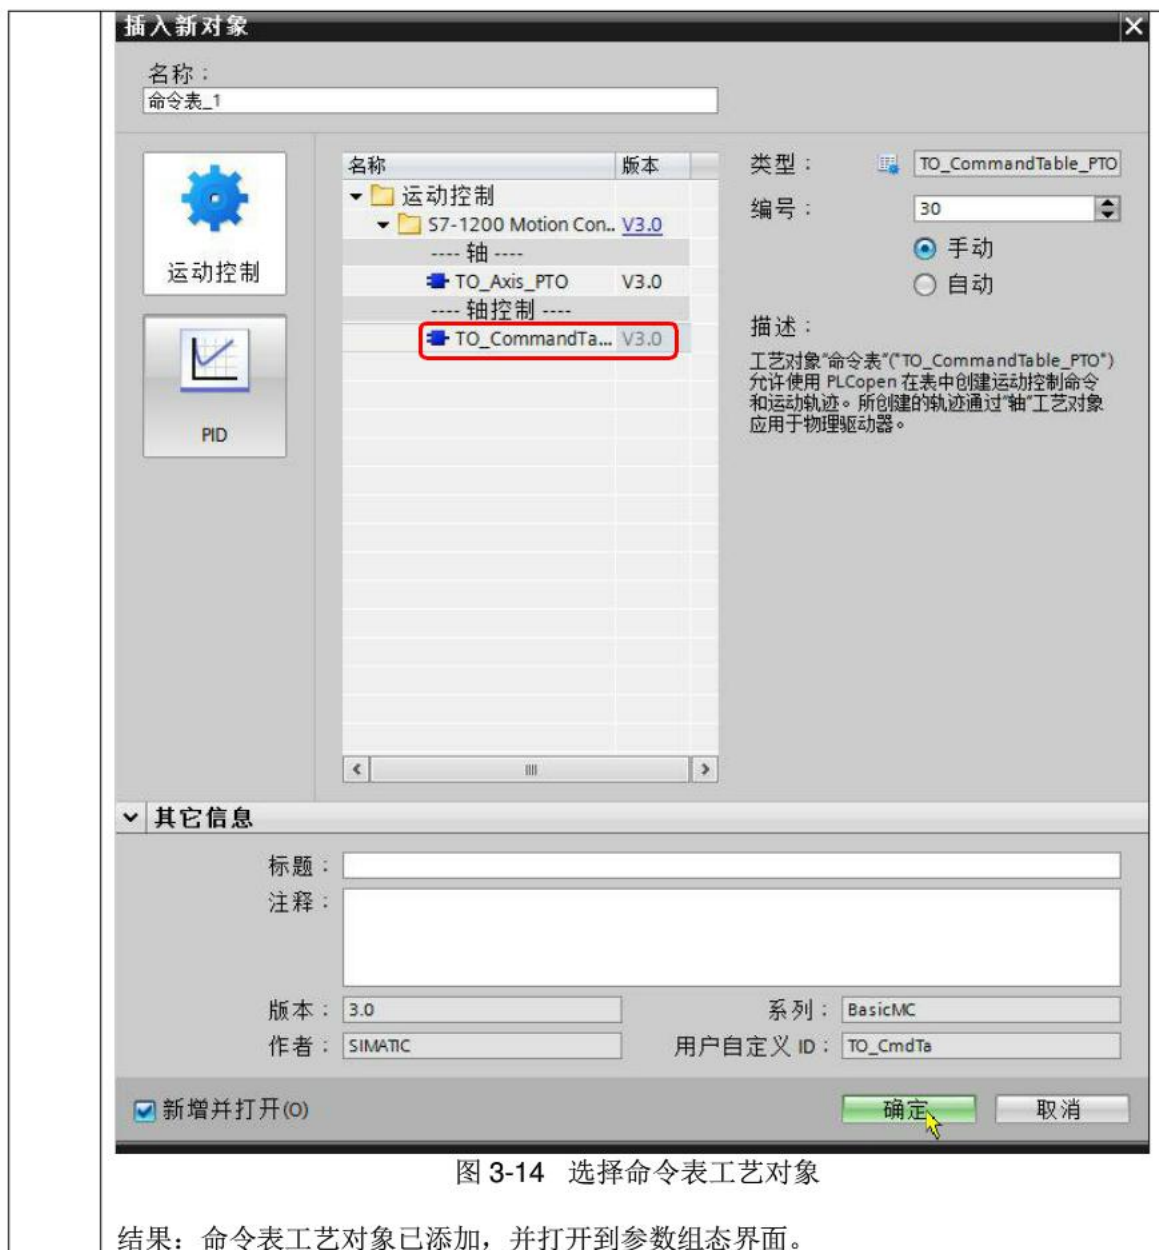 插入新对象
名称：
命令表_1
运动控制
PID
名称 版本
运动控制
S7-1200 Motion Con.. V3.0
---- 轴 ----
TO_Axis_PTO V3.0
---- 轴控制 ----
TO_CommandTa... V3.0
类型： TO_CommandTable_PTO
编号： 30
手动
自动
描述：
工艺对象"命令表"("TO_CommandTable_PTO")
允许使用 PLCopen 在表中创建运动控制命令
和运动轨迹。所创建的轨迹通过"轴"工艺对象
应用于物理驱动器。
其它信息
标题：
注释：
版本： 3.0 系列： BasicMC
作者： SIMATIC 用户自定义 ID： TO_CmdTa
新增并打开(O)
确定 取消
图 3-14 选择命令表工艺对象
结果：命令表工艺对象已添加，并打开到参数组态界面。